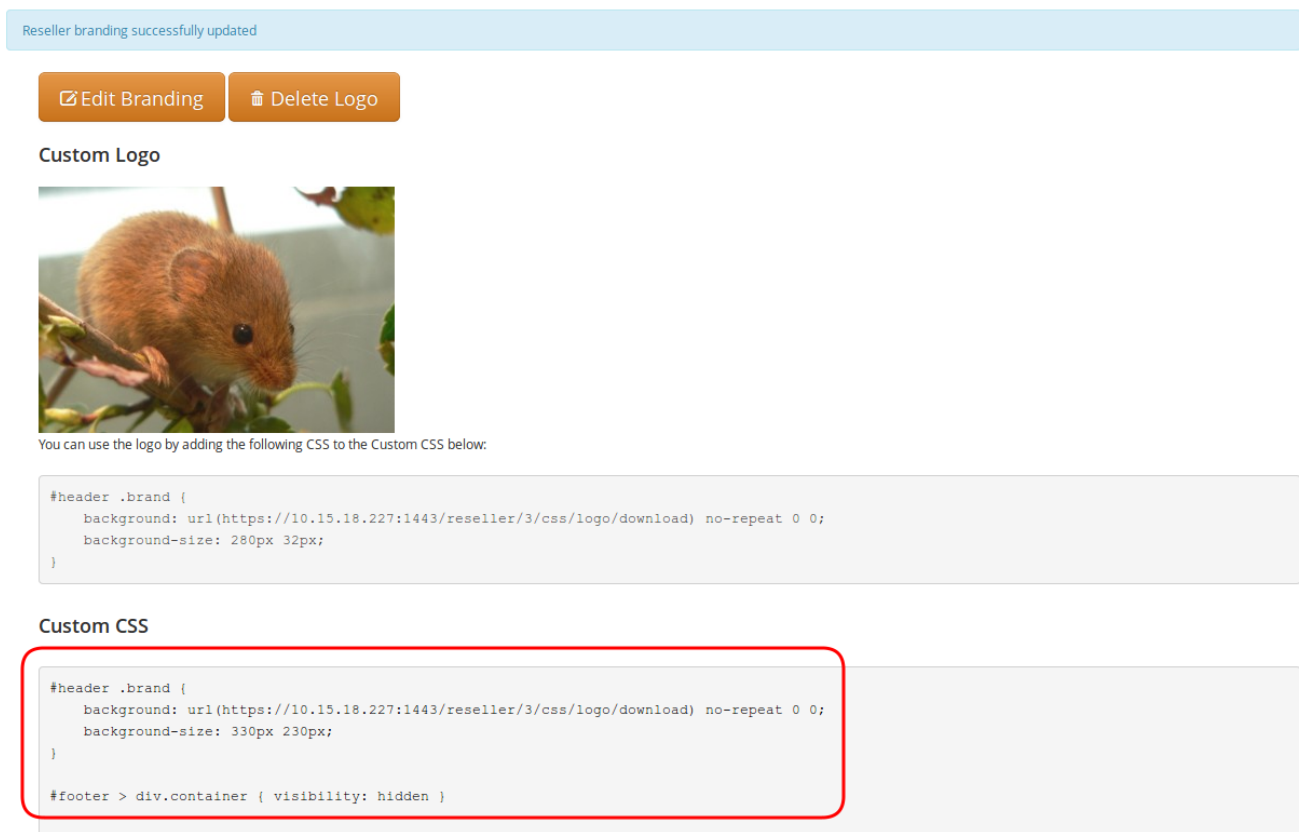 Reseller branding successfully updated
Edit Branding
Delete Logo
Custom Logo
You can use the logo by adding the following CSS to the Custom CSS below:
#header .brand {
    background: url(https://10.15.18.227:1443/reseller/3/css/logo/download) no-repeat 0 0;
    background-size: 280px 32px;
}
Custom CSS
#header .brand {
    background: url(https://10.15.18.227:1443/reseller/3/css/logo/download) no-repeat 0 0;
    background-size: 330px 230px;
}
#footer > div.container { visibility: hidden }